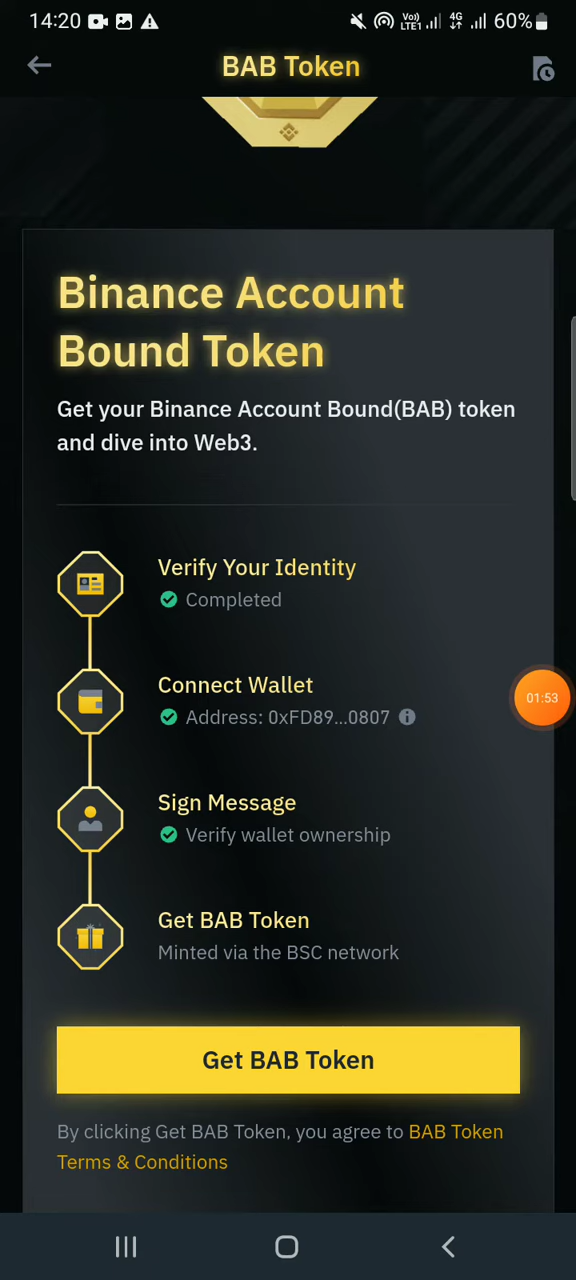 14:20 Vo)) LTE1 4G 60%
BAB Token
Binance Account
Bound Token
Get your Binance Account Bound(BAB) token
and dive into Web3.
Verify Your Identity
Completed
Connect Wallet
Address: 0xFD89...0807
Sign Message
Verify wallet ownership
Get BAB Token
Minted via the BSC network
01:53
Get BAB Token
By clicking Get BAB Token, you agree to BAB Token
Terms & Conditions